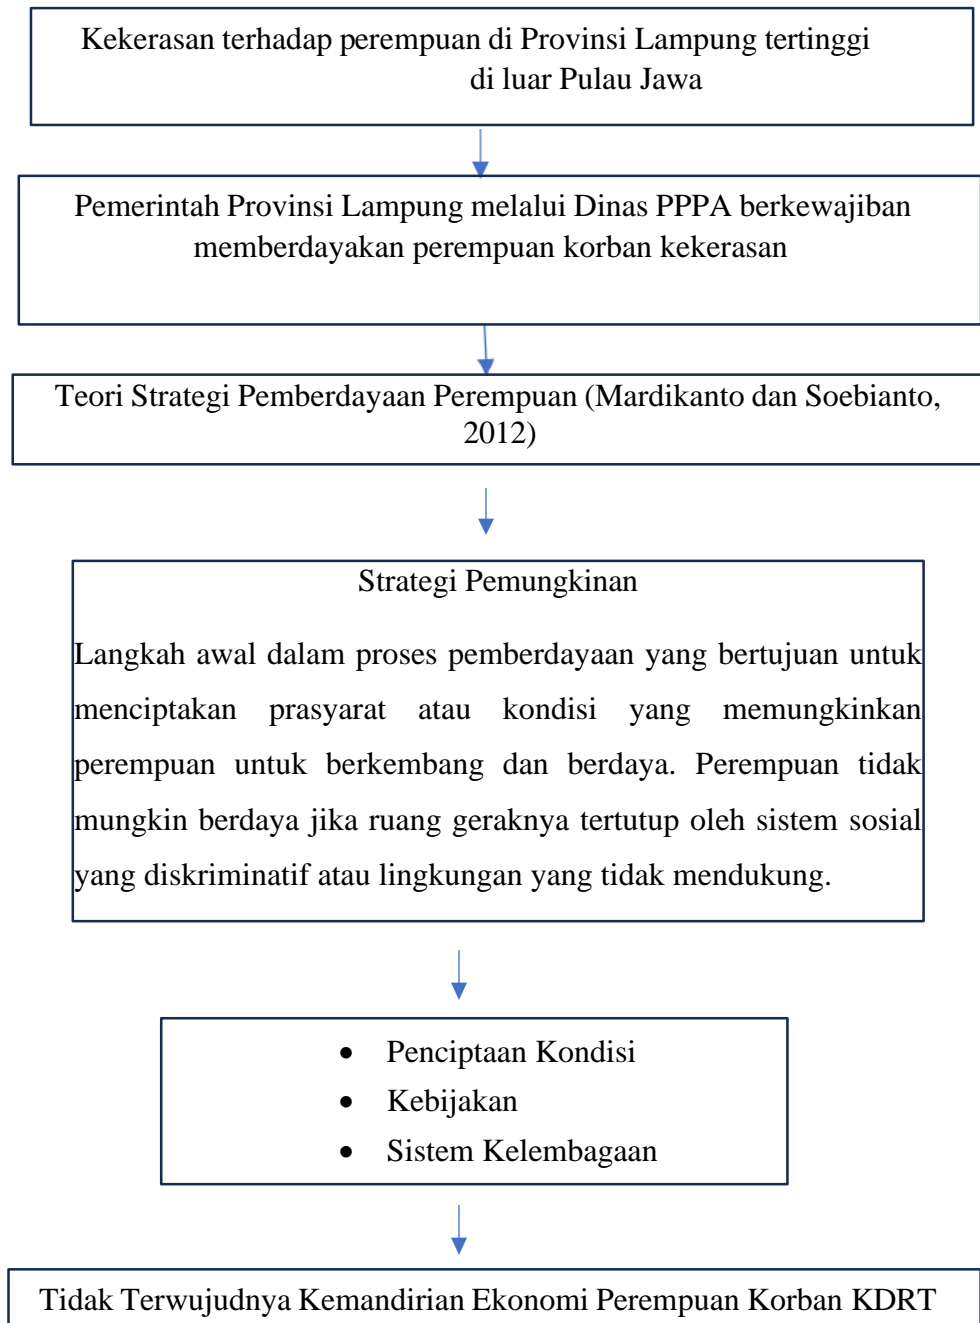 Kekerasan terhadap perempuan di Provinsi Lampung tertinggi
di luar Pulau Jawa
Pemerintah Provinsi Lampung melalui Dinas PPPA berkewajiban
memberdayakan perempuan korban kekerasan
Teori Strategi Pemberdayaan Perempuan (Mardikanto dan Soebianto,
2012)
Strategi Pemungkinan
Langkah awal dalam proses pemberdayaan yang bertujuan untuk
menciptakan prasyarat atau kondisi yang memungkinkan
perempuan untuk berkembang dan berdaya. Perempuan tidak
mungkin berdaya jika ruang geraknya tertutup oleh sistem sosial
yang diskriminatif atau lingkungan yang tidak mendukung.
• Penciptaan Kondisi
• Kebijakan
• Sistem Kelembagaan
Tidak Terwujudnya Kemandirian Ekonomi Perempuan Korban KDRT